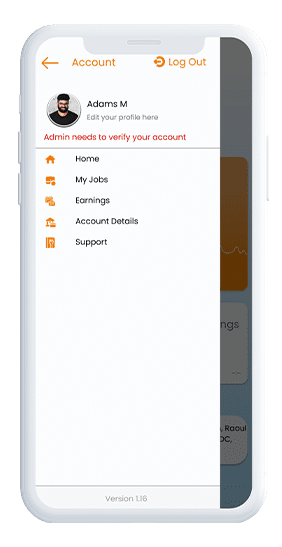 Account
Log Out
Adams M
Edit your profile here
Admin needs to verify your account
Home
My Jobs
Earnings
Account Details
Support
ngs
, Raoul
OC,
Version 1.16